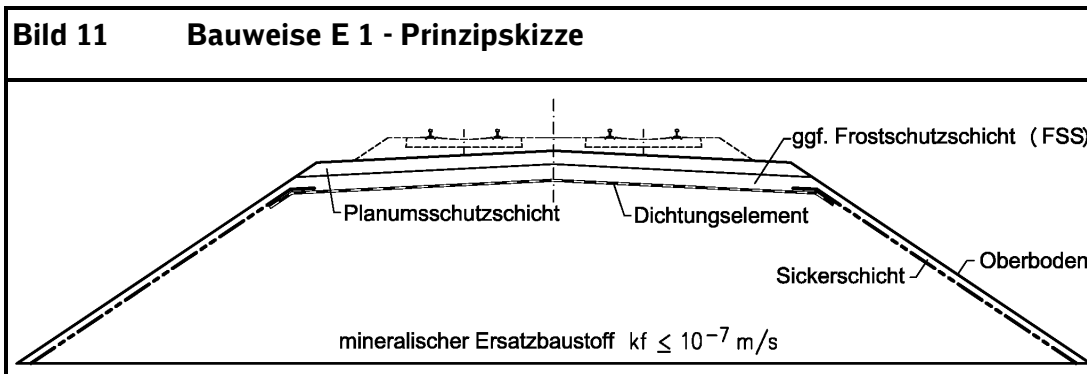 Bild 11 Bauweise E 1 - Prinzipskizze
ggf. Frostschutzschicht (FSS)
Planumsschutzschicht
Dichtungselement
Oberboden
Sickerschicht
mineralischer Ersatzbaustoff kf ≤ 10⁻⁷ m/s